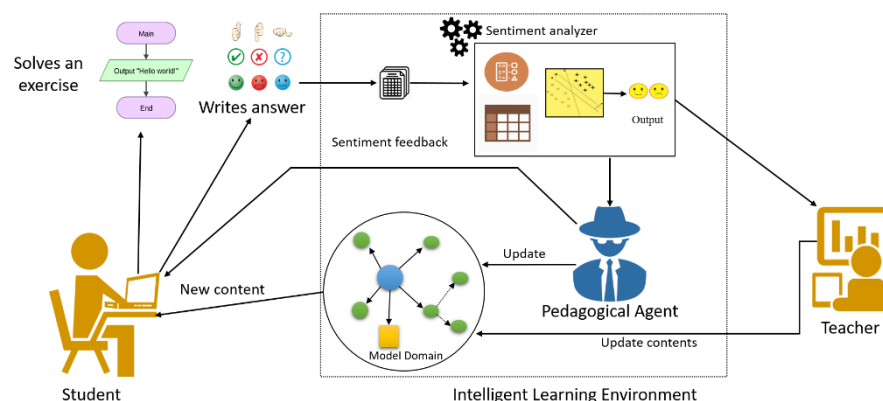 Main
Output "Hello world!"
End
Solves an
exercise
Writes answer
Sentiment analyzer
Output
Sentiment feedback
Update
New content
Pedagogical Agent
Model Domain
Update contents
Teacher
Student
Intelligent Learning Environment